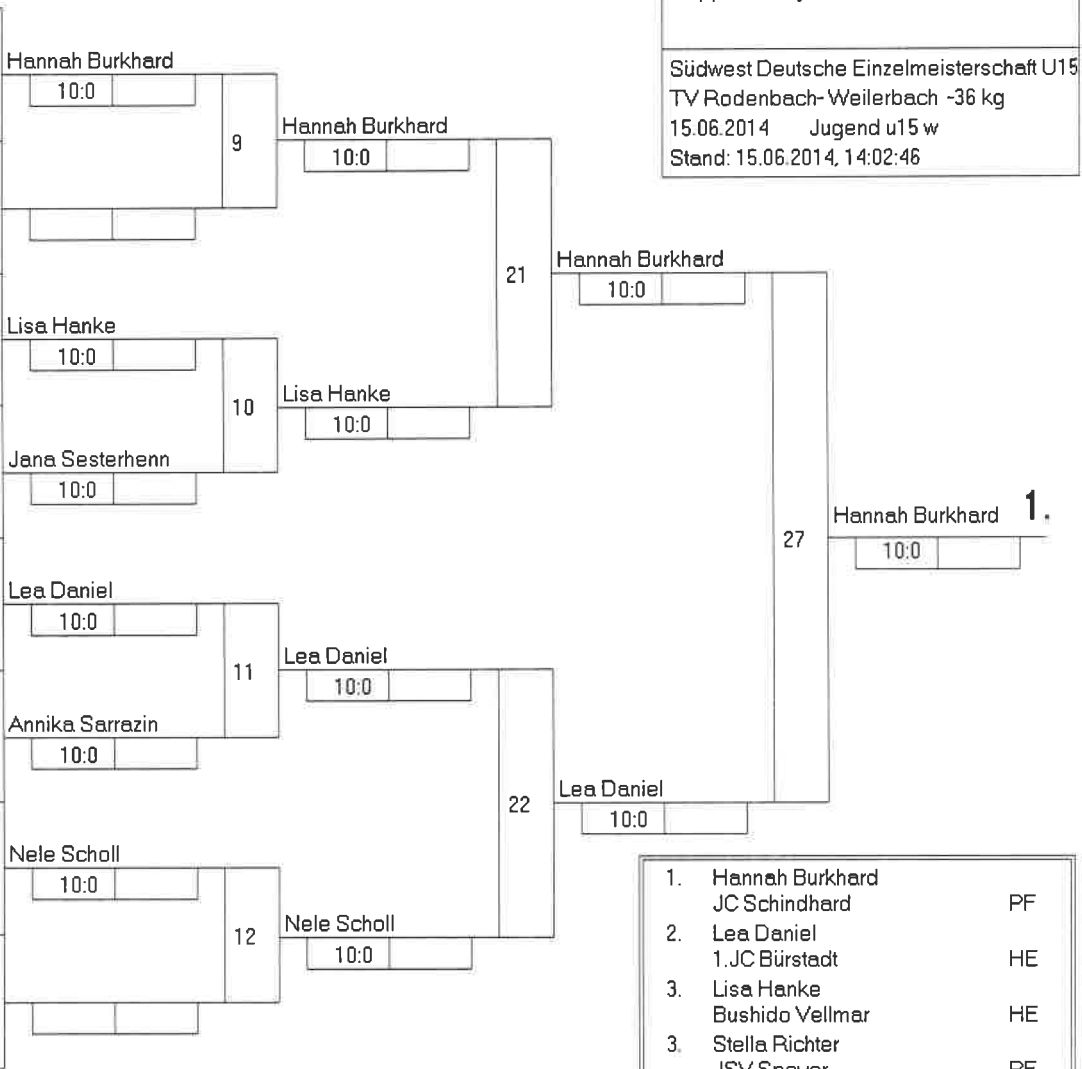 Südwest Deutsche Einzelmeisterschaft U15
TV Rodenbach-Weilerbach -36 kg
15.06.2014 Jugend u15 w
Stand: 15.06.2014, 14:02:46
Hannah Burkhard
10:0
9
Hannah Burkhard
10:0
21
Hannah Burkhard
10:0
Lisa Hanke
10:0
10
Lisa Hanke
10:0
Jana Sesterhenn
10:0
27
Hannah Burkhard 1.
10:0
Lea Daniel
10:0
11
Lea Daniel
10:0
Annika Sarrazin
10:0
22
Lea Daniel
10:0
Nele Scholl
10:0
12
Nele Scholl
10:0
1. Hannah Burkhard
JC Schindhard PF
2. Lea Daniel
1.JC Bürstadt HE
3. Lisa Hanke
Bushido Vellmar HE
3. Stella Richter
JSV Speyer PF